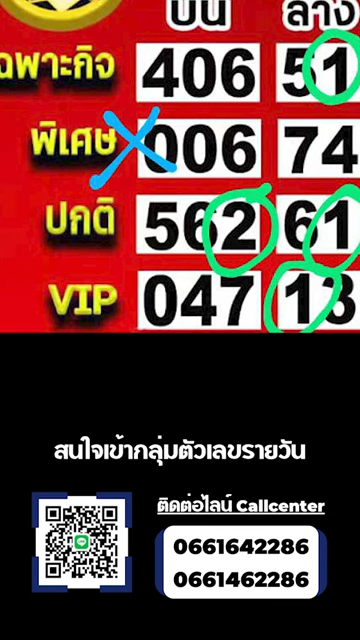 บน ล่าง
ฉพาะกิจ 406 51
พิเศษ 006 74
ปกติ 562 61
VIP 047 13
สนใจเข้ากลุ่มตัวเลขรายวัน
ติดต่อไลน์ Callcenter
0661642286
0661462286